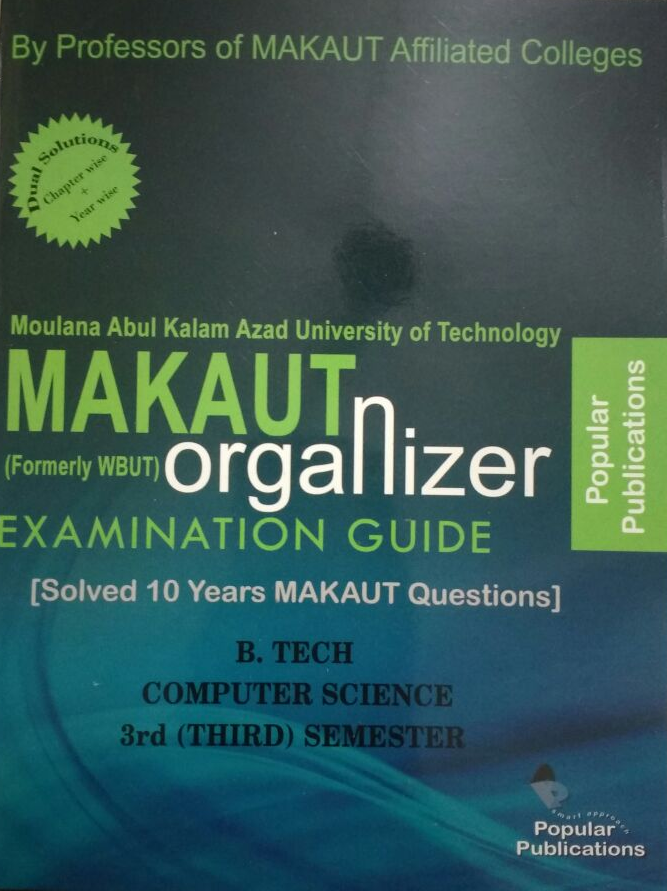 By Professors of MAKAUT Affiliated Colleges
Dual Solutions
Chapter wise
+
Year wise
Moulana Abul Kalam Azad University of Technology
MAKAUT
(Formerly WBUT)
organizer
Popular
Publications
EXAMINATION GUIDE
[Solved 10 Years MAKAUT Questions]
B. TECH
COMPUTER SCIENCE
3rd (THIRD) SEMESTER
smart approach
Popular
Publications